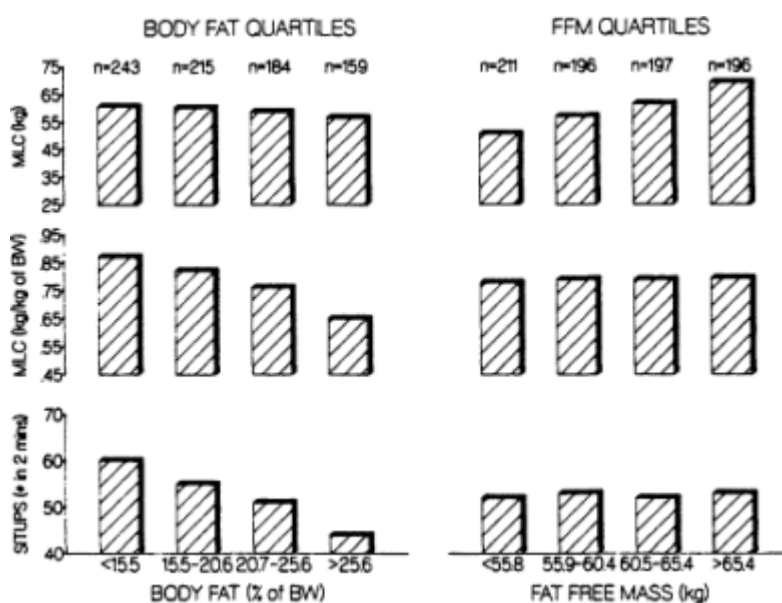 BODY FAT QUARTILES
FFM QUARTILES
n=243 n=215 n=184 n=159
n=211 n=196 n=197 n=196
75
65
55
45
35
25
MLC (kg)
.95
.85
.75
.65
.55
.45
MLC (kg/kg of BW)
70
60
50
40
SITUPS (• in 2 mins)
<15.5 15.5-20.6 20.7-25.6 >25.6
<55.8 55.9-60.4 60.5-65.4 >65.4
BODY FAT (% of BW)
FAT FREE MASS (kg)